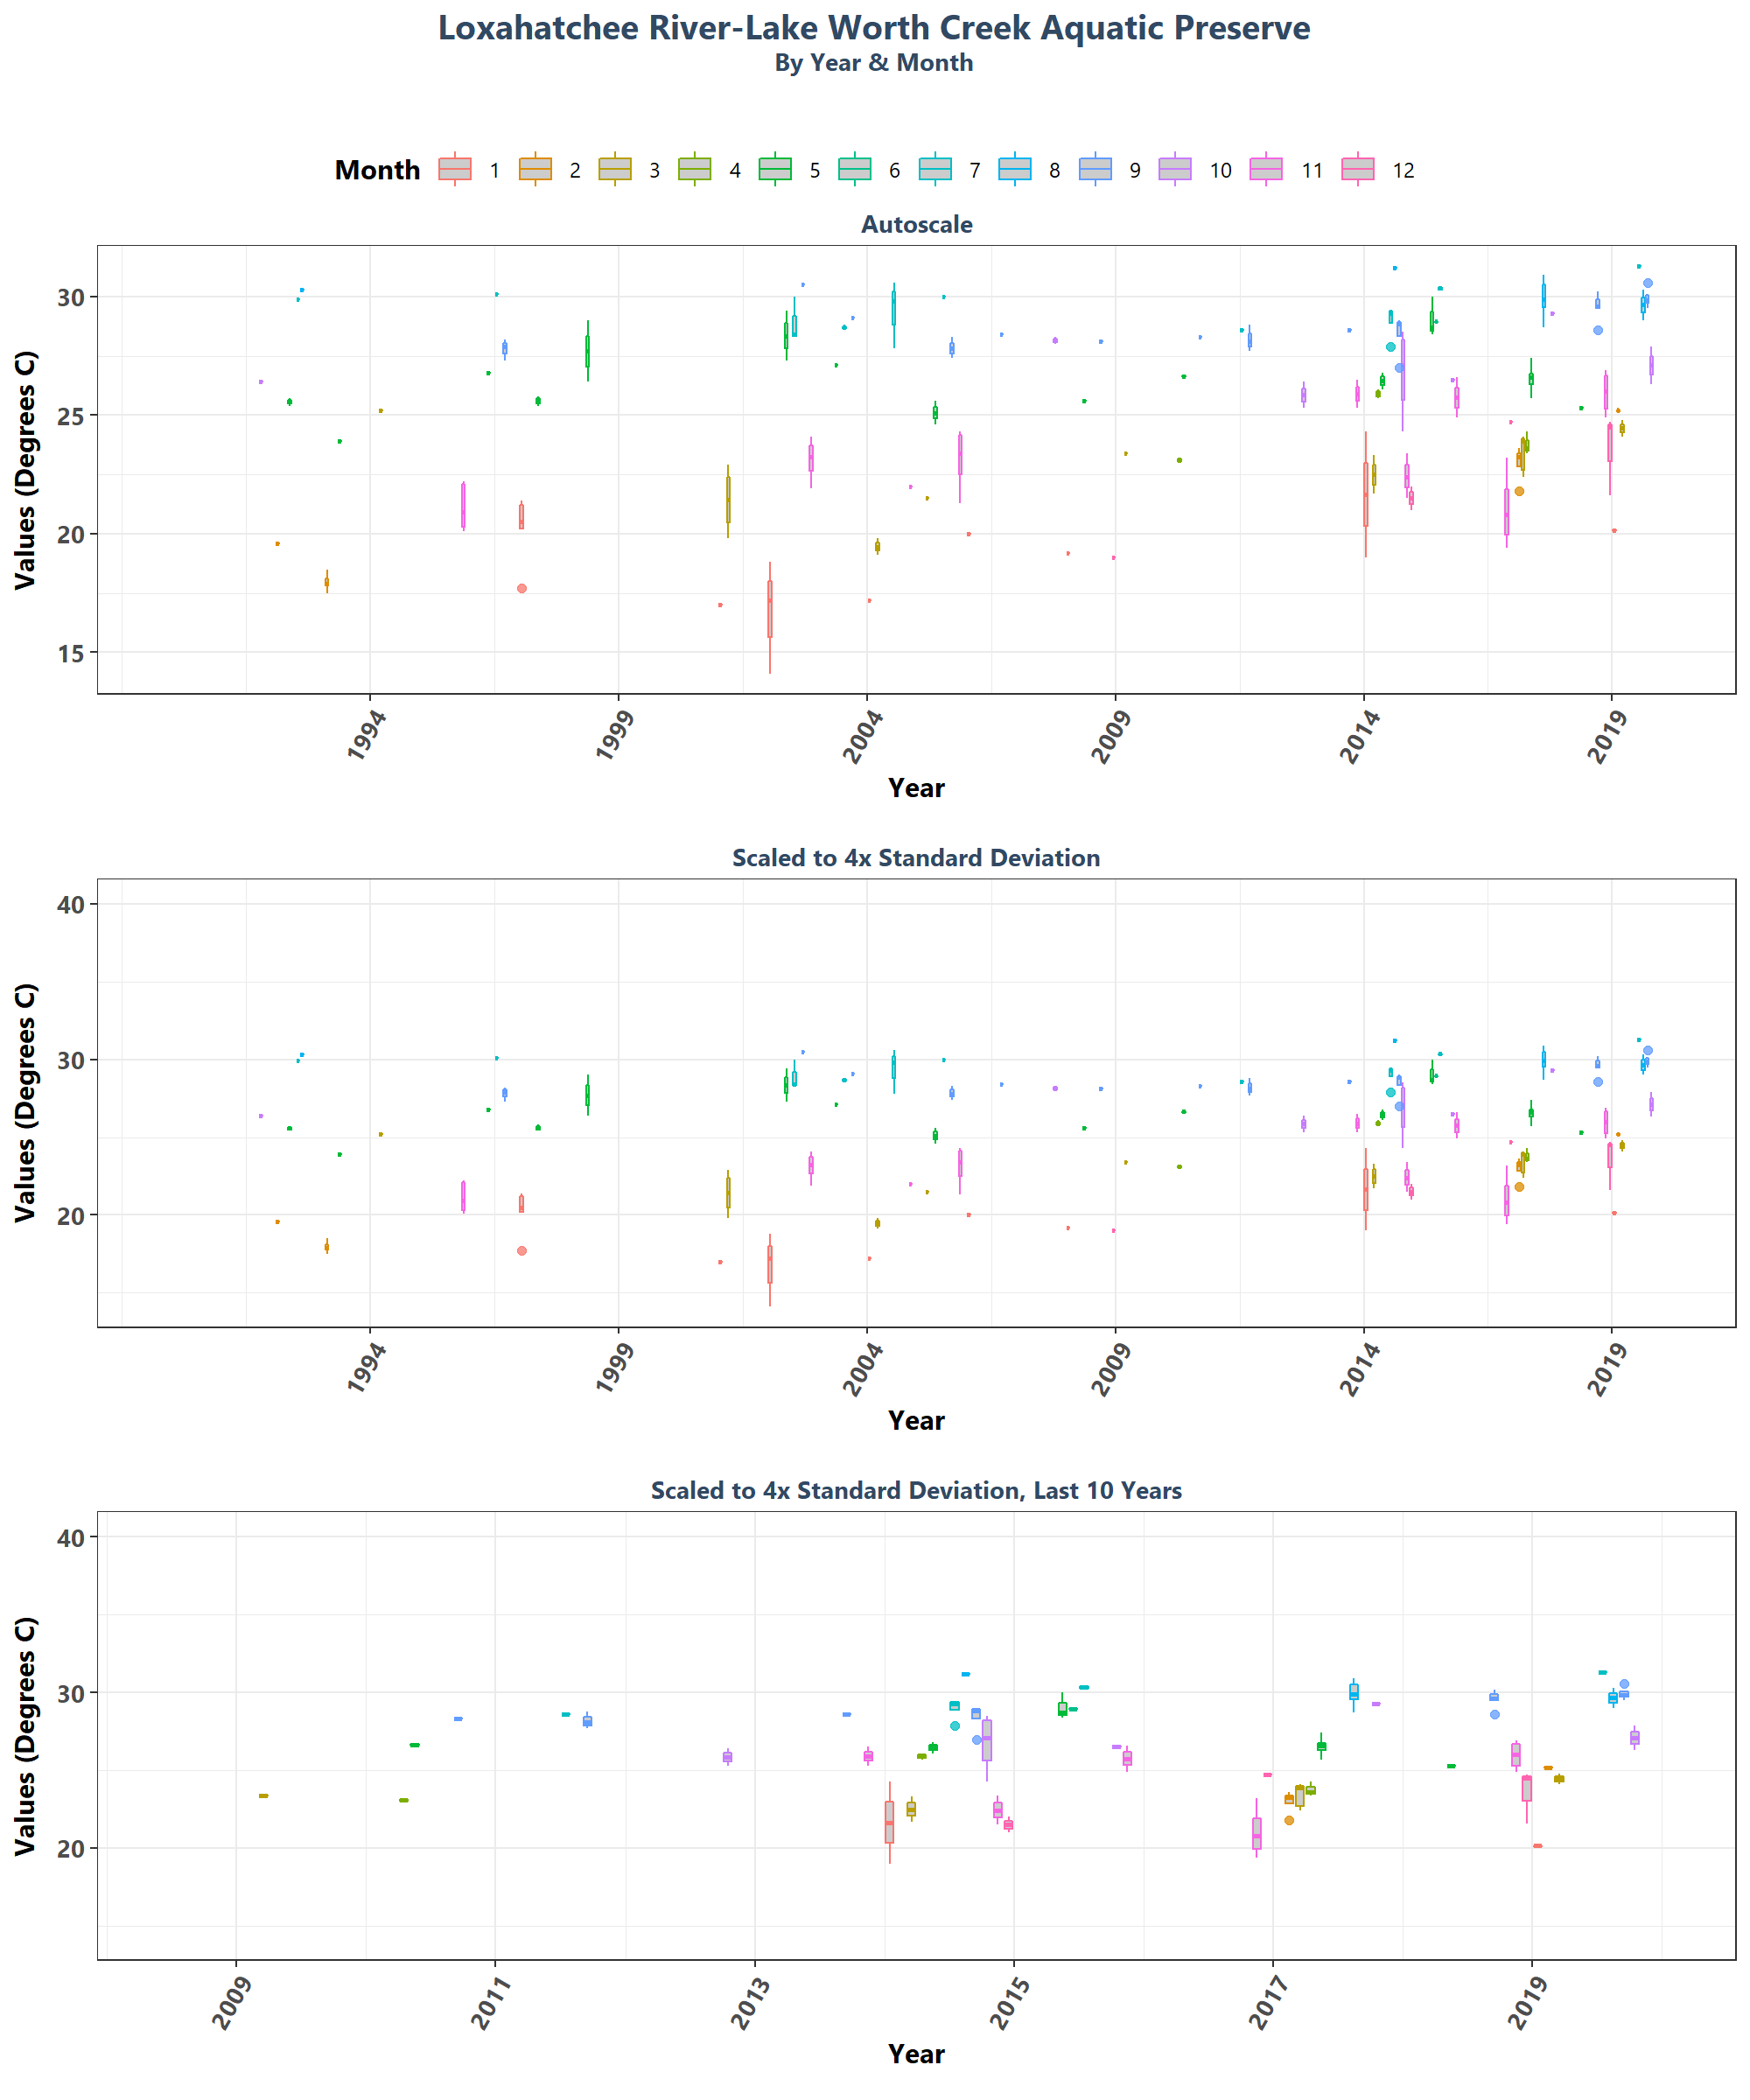 Loxahatchee River-Lake Worth Creek Aquatic Preserve
By Year & Month
Month 1 2 3 4 5 6 7 8 9 10 11 12
Autoscale
Values (Degrees C)
30
25
20
15
1994 1999 2004 2009 2014 2019
Year
Scaled to 4x Standard Deviation
Values (Degrees C)
40
30
20
1994 1999 2004 2009 2014 2019
Year
Scaled to 4x Standard Deviation, Last 10 Years
Values (Degrees C)
40
30
20
2009 2011 2013 2015 2017 2019
Year